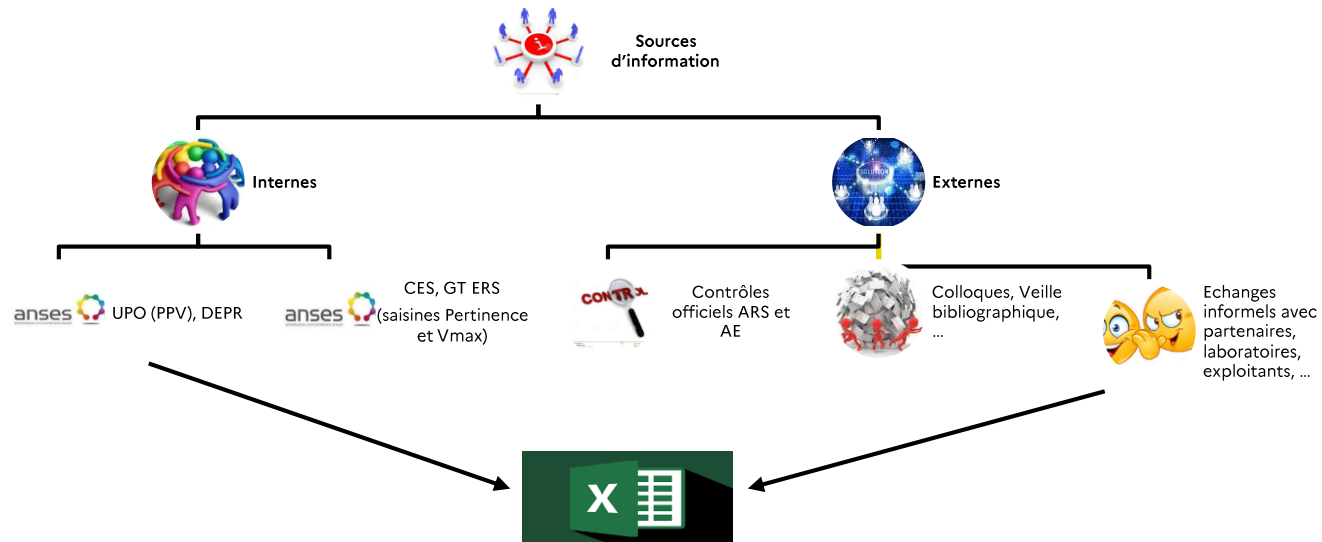 Sources
d'information
Internes
SOLUTION
Externes
anses
UPO (PPV), DEPR
anses
CES, GT ERS
(saisines Pertinence
et Vmax)
CONTROL
Contrôles
officiels ARS et
AE
Colloques, Veille
bibliographique,
...
Echanges
informels avec
partenaires,
laboratoires,
exploitants, ...
X